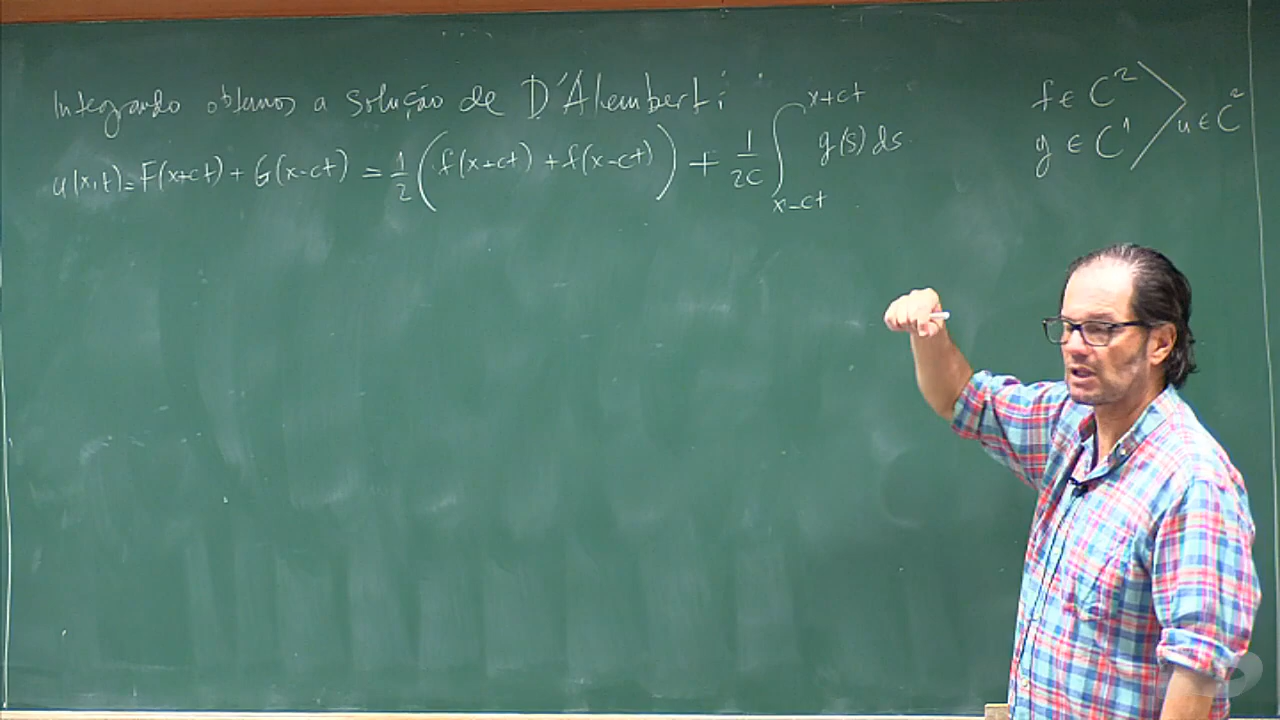 Integrando obtemos a solução de D'Alembert:
u(x,t) = F(x+ct) + G(x-ct) = 1/2 (f(x+ct) + f(x-ct)) + 1/2c ∫_{x-ct}^{x+ct} g(s) ds
f ∈ C²
g ∈ C¹
> u ∈ C²